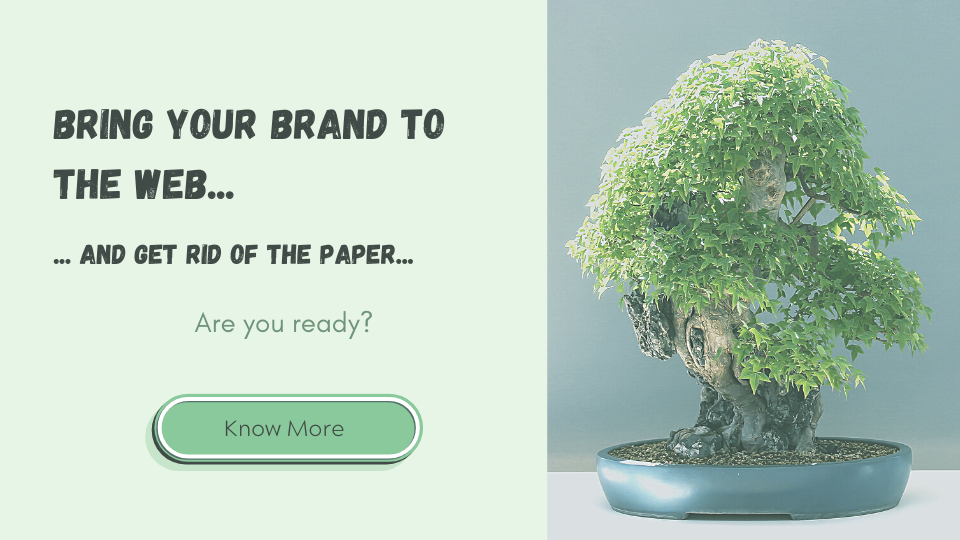 BRING YOUR BRAND TO
THE WEB...
... AND GET RID OF THE PAPER...
Are you ready?
Know More